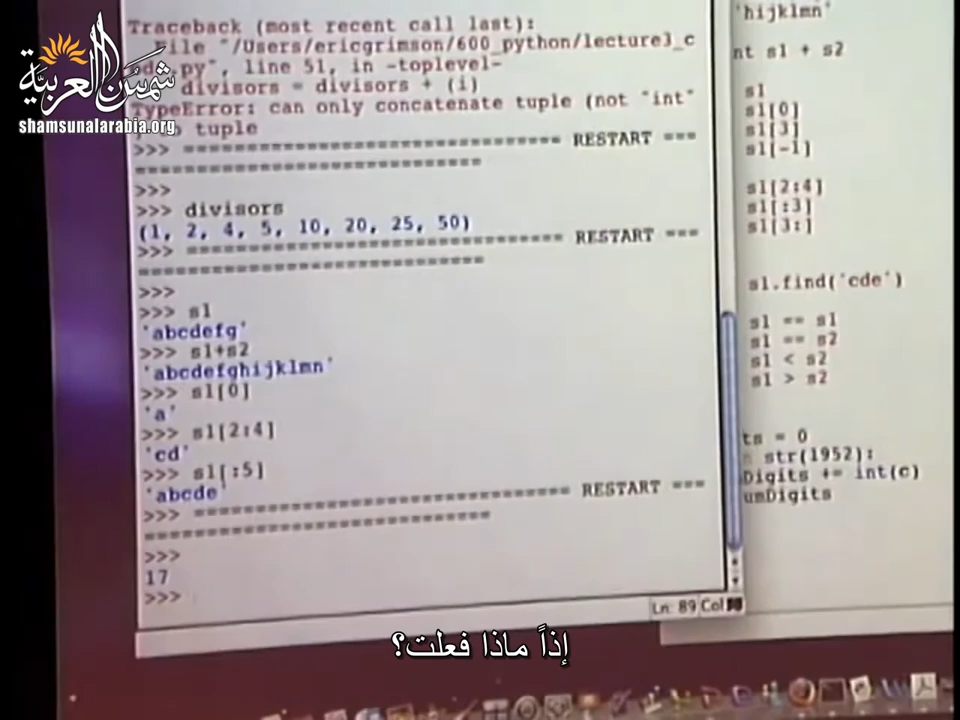 شمس العربية
shamsunalarabia.org
Traceback (most recent call last):
File "/Users/ericgrimson/600_python/lecture3_c
.py", line 51, in -toplevel-
divisors = divisors + (i)
TypeError: can only concatenate tuple (not "int"
tuple
>>> ================================ RESTART ===
=============================
>>>
>>> divisors
(1, 2, 4, 5, 10, 20, 25, 50)
>>> ================================ RESTART ===
=============================
>>>
>>> s1
'abcdefg'
>>> s1+s2
'abcdefghijklmn'
>>> s1[0]
'a'
>>> s1[2:4]
'cd'
>>> s1[:5]
'abcde'
>>> ================================ RESTART ===
=============================
>>>
17
>>>
Ln: 89 Col
'hijklmn'
nt s1 + s2
s1
s1[0]
s1[3]
s1[-1]
s1[2:4]
s1[:3]
s1[3:]
s1.find('cde')
s1 == s1
s1 == s2
s1 < s2
s1 > s2
ts = 0
str(1952):
Digits += int(c)
umDigits
إذاً ماذا فعلت؟